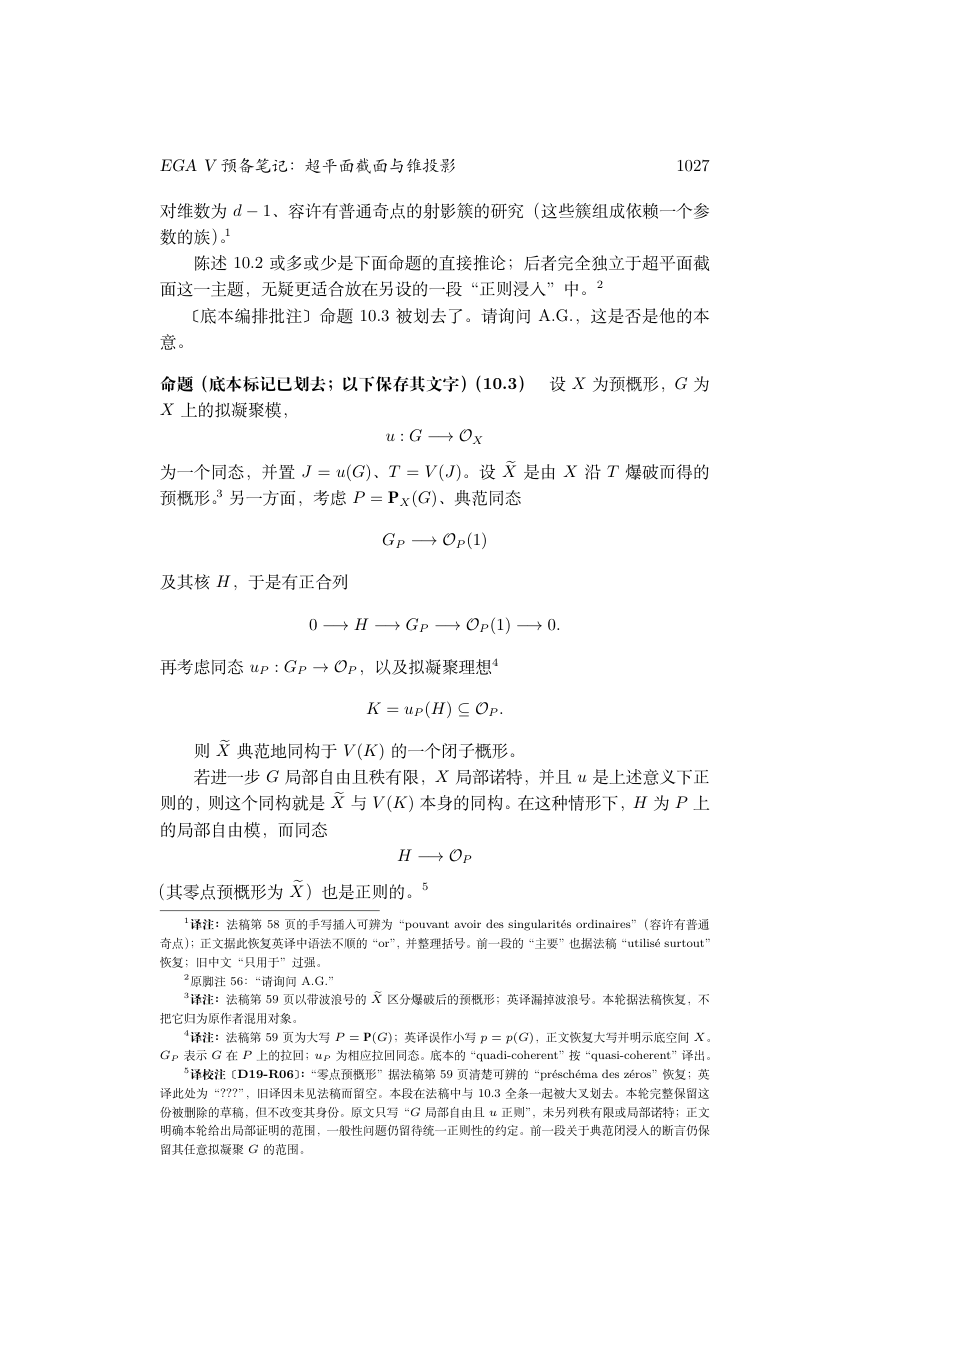 EGA V 预备笔记：超平面截面与锥投影 1027
对维数为 d − 1、容许有普通奇点的射影簇的研究（这些簇组成依赖一个参
数的族）。¹
陈述 10.2 或多或少是下面命题的直接推论；后者完全独立于超平面截
面这一主题，无疑更适合放在另设的一段“正则浸入”中。²
〔底本编排批注〕命题 10.3 被划去了。请询问 A.G.，这是否是他的本
意。
命题（底本标记已划去；以下保存其文字）(10.3) 设 X 为预概形，G 为
X 上的拟凝聚模，
u : G ⟶ 𝒪_X
为一个同态，并置 J = u(G)、T = V(J)。设 X̃ 是由 X 沿 T 爆破而得的
预概形。³ 另一方面，考虑 P = 𝐏_X(G)、典范同态
G_P ⟶ 𝒪_P(1)
及其核 H，于是有正合列
0 ⟶ H ⟶ G_P ⟶ 𝒪_P(1) ⟶ 0.
再考虑同态 u_P : G_P → 𝒪_P，以及拟凝聚理想⁴
K = u_P(H) ⊆ 𝒪_P.
则 X̃ 典范地同构于 V(K) 的一个闭子概形。
若进一步 G 局部自由且秩有限，X 局部诺特，并且 u 是上述意义下正
则的，则这个同构就是 X̃ 与 V(K) 本身的同构。在这种情形下，H 为 P 上
的局部自由模，而同态
H ⟶ 𝒪_P
（其零点预概形为 X̃）也是正则的。⁵
¹译注：法稿第 58 页的手写插入可辨为 “pouvant avoir des singularités ordinaires”（容许有普通
奇点）；正文据此恢复英译中语法不顺的 “or”，并整理括号。前一段的 “主要” 也据法稿 “utilisé surtout”
恢复；旧中文 “只用于” 过强。
²原脚注 56：“请询问 A.G.”
³译注：法稿第 59 页以带波浪号的 X̃ 区分爆破后的预概形；英译漏掉波浪号。本轮据法稿恢复，不
把它归为原作者混用对象。
⁴译注：法稿第 59 页为大写 P = 𝐏(G)；英译误作小写 p = p(G)，正文恢复大写并明示底空间 X。
G_P 表示 G 在 P 上的拉回；u_P 为相应拉回同态。底本的 “quadi-coherent” 按 “quasi-coherent” 译出。
⁵译校注〔D19-R06〕：“零点预概形” 据法稿第 59 页清楚可辨的 “préschéma des zéros” 恢复；英
译此处为 “???”，旧译因未见法稿而留空。本段在法稿中与 10.3 全条一起被大叉划去。本轮完整保留这
份被删除的草稿，但不改变其身份。原文只写 “G 局部自由且 u 正则”，未另列秩有限或局部诺特；正文
明确本轮给出局部证明的范围，一般性问题仍留待统一正则性的约定。前一段关于典范闭浸入的断言仍保
留其任意拟凝聚 G 的范围。